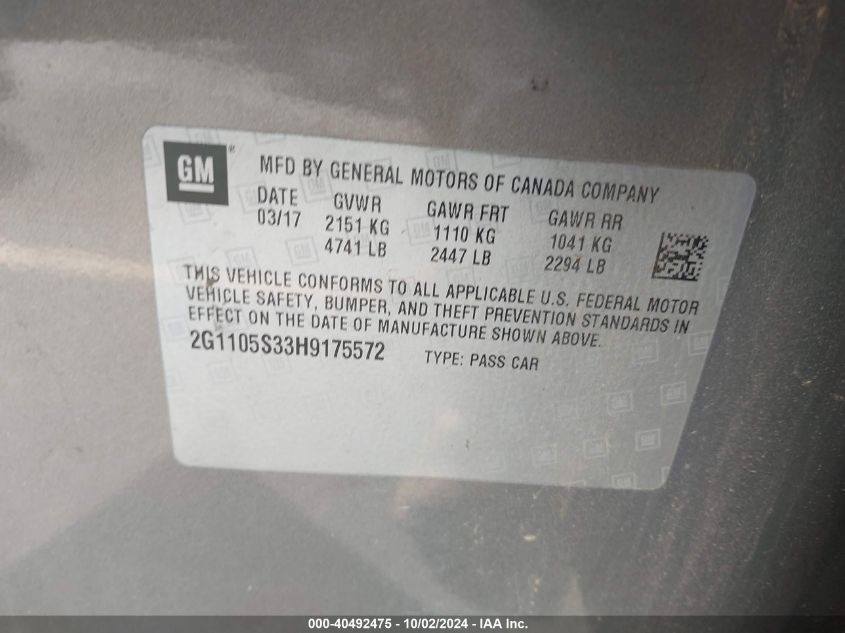 GM ® MFD BY GENERAL MOTORS OF CANADA COMPANY
DATE GVWR GAWR FRT GAWR RR
03/17 2151 KG 1110 KG 1041 KG
4741 LB 2447 LB 2294 LB
THIS VEHICLE CONFORMS TO ALL APPLICABLE U.S. FEDERAL MOTOR
VEHICLE SAFETY, BUMPER, AND THEFT PREVENTION STANDARDS IN
EFFECT ON THE DATE OF MANUFACTURE SHOWN ABOVE.
2G1105S33H9175572 TYPE: PASS CAR
000-40492475 - 10/02/2024 - IAA Inc.